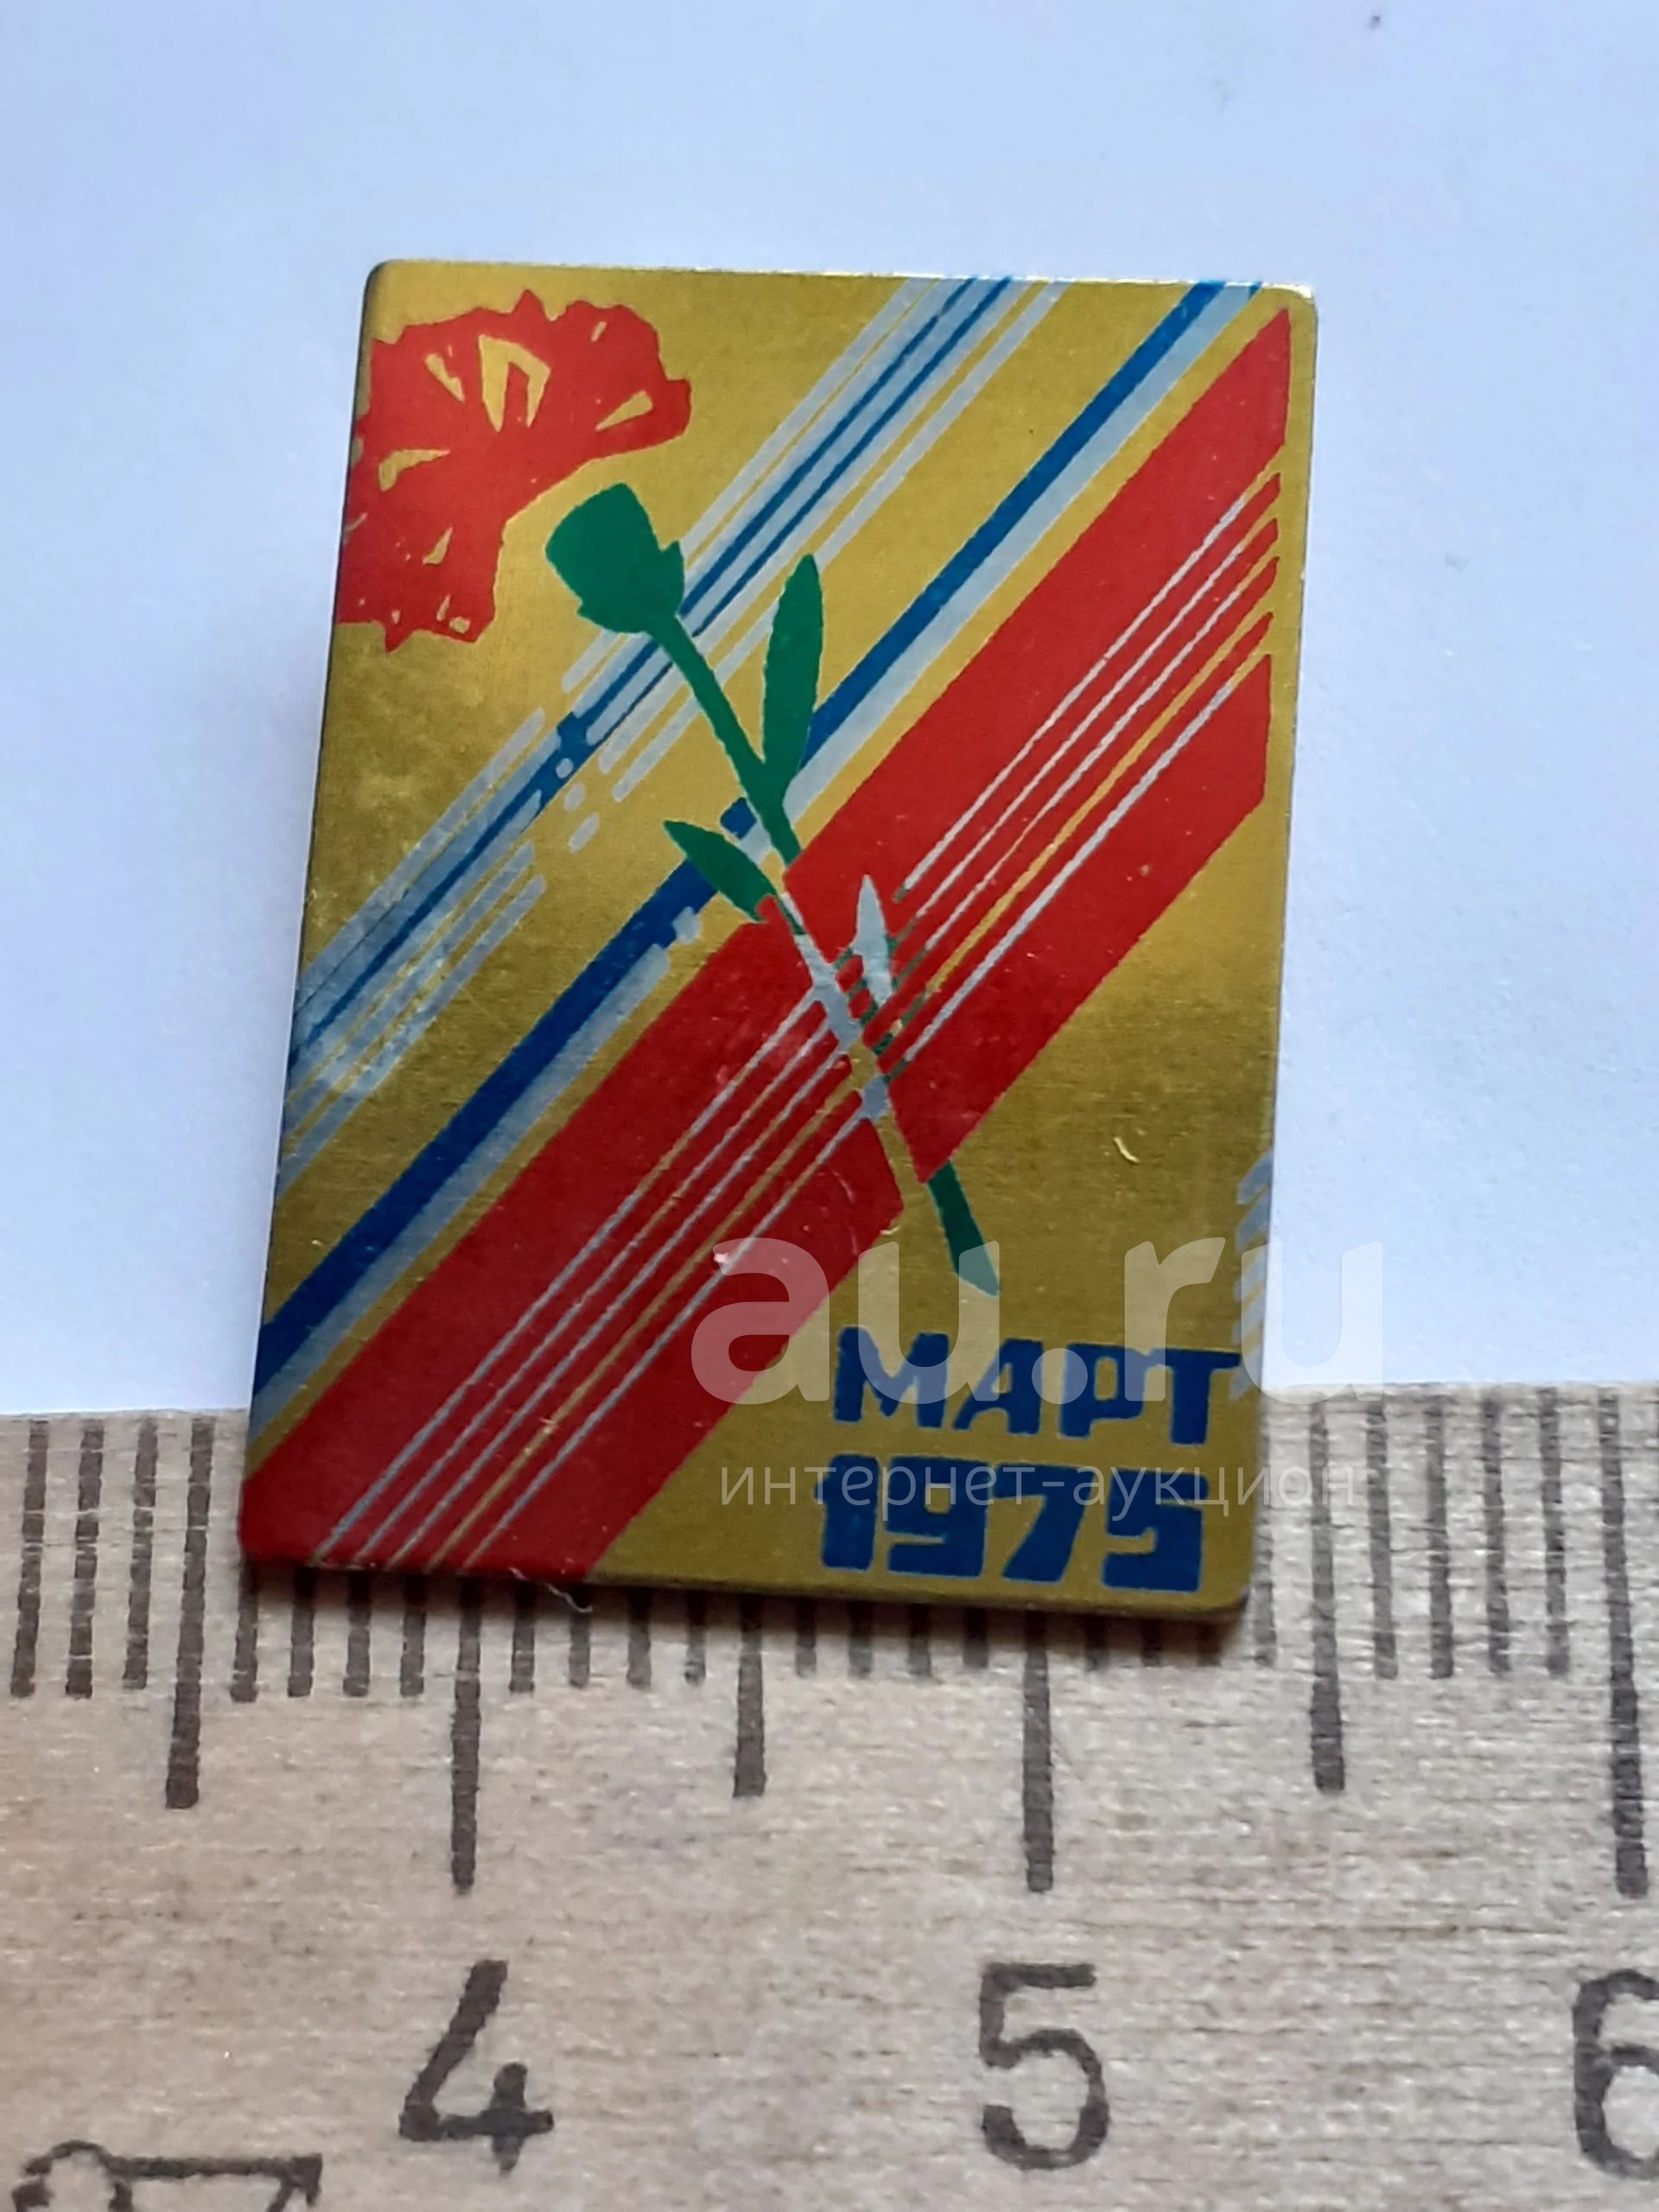 au.ru
МАРТ
интернет-аукцион
1975
4 5 6